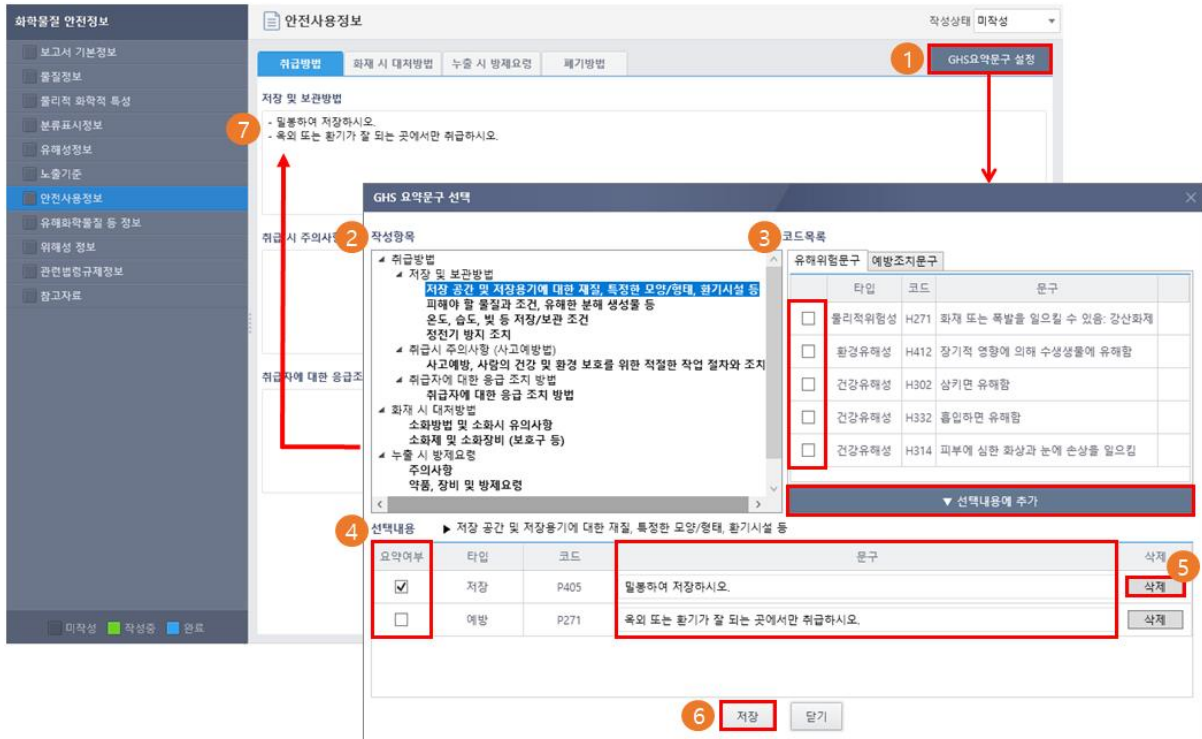 화학물질 안전정보
보고서 기본정보
물질정보
물리적 화학적 특성
분류표시정보
유해성정보
노출기준
안전사용정보
유해화학물질 등 정보
위해성 정보
관련법령규제정보
참고자료
미작성 작성중 완료
안전사용정보
작성상태 미작성
취급방법 화재 시 대처방법 누출 시 방제요령 폐기방법
1 GHS요약문구 설정
저장 및 보관방법
7
- 밀봉하여 저장하시오.
- 옥외 또는 환기가 잘 되는 곳에서만 취급하시오.
취급 시 주의사항
취급자에 대한 응급조
GHS 요약문구 선택
2 작성항목
취급방법
저장 및 보관방법
저장 공간 및 저장용기에 대한 재질, 특정한 모양/형태, 환기시설 등
피해야 할 물질과 조건, 유해한 분해 생성물 등
온도, 습도, 빛 등 저장/보관 조건
정전기 방지 조치
취급시 주의사항 (사고예방법)
사고예방, 사람의 건강 및 환경 보호를 위한 적절한 작업 절차와 조치
취급자에 대한 응급 조치 방법
취급자에 대한 응급 조치 방법
화재 시 대처방법
소화방법 및 소화시 유의사항
소화제 및 소화장비 (보호구 등)
누출 시 방제요령
주의사항
약품, 장비 및 방제요령
3 코드목록
유해위험문구 예방조치문구
타입 코드 문구
물리적위험성 H271 화재 또는 폭발을 일으킬 수 있음: 강산화제
환경유해성 H412 장기적 영향에 의해 수생생물에 유해함
건강유해성 H302 삼키면 유해함
건강유해성 H332 흡입하면 유해함
건강유해성 H314 피부에 심한 화상과 눈에 손상을 일으킴
▼ 선택내용에 추가
4 선택내용 ▶ 저장 공간 및 저장용기에 대한 재질, 특정한 모양/형태, 환기시설 등
요약여부 타입 코드 문구 삭제
5
저장 P405 밀봉하여 저장하시오. 삭제
예방 P271 옥외 또는 환기가 잘 되는 곳에서만 취급하시오. 삭제
6 저장 닫기